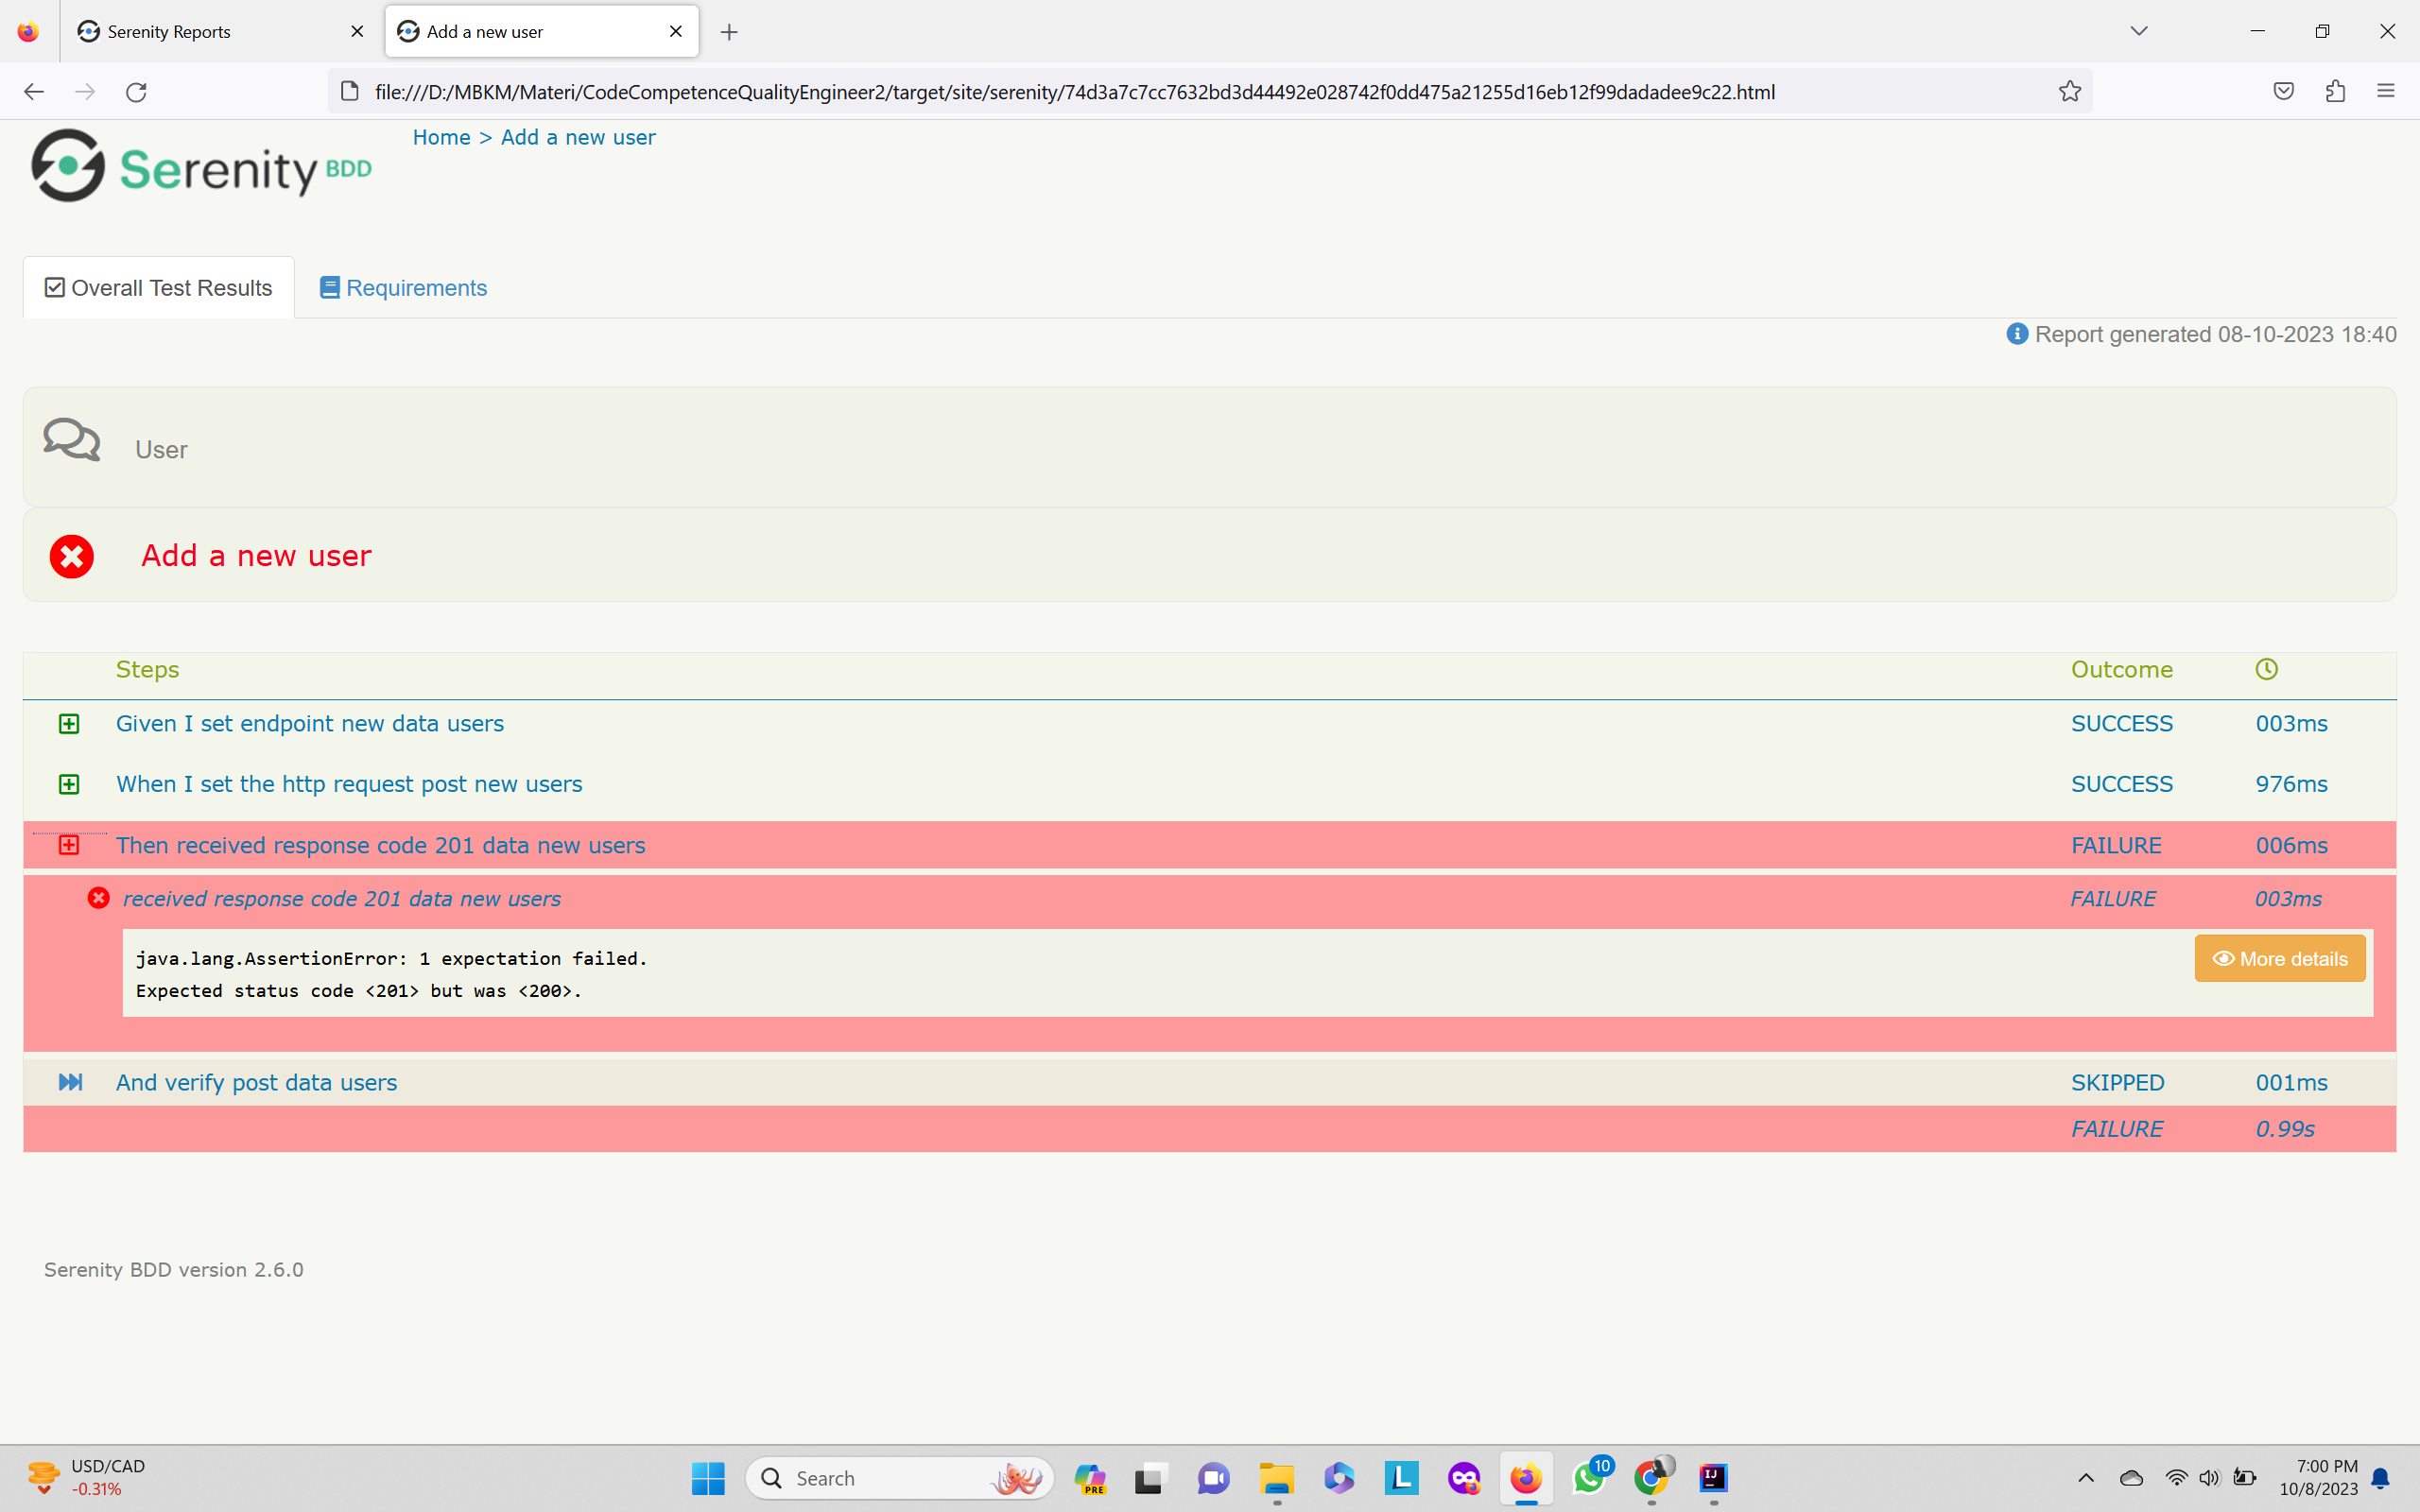 Serenity Reports
Add a new user
file:///D:/MBKM/Materi/CodeCompetenceQualityEngineer2/target/site/serenity/74d3a7c7cc7632bd3d44492e028742f0dd475a21255d16eb12f99dadadee9c22.html
Serenity BDD
Home > Add a new user
Overall Test Results
Requirements
Report generated 08-10-2023 18:40
User
Add a new user
Steps Outcome
Given I set endpoint new data users SUCCESS 003ms
When I set the http request post new users SUCCESS 976ms
Then received response code 201 data new users FAILURE 006ms
received response code 201 data new users FAILURE 003ms
java.lang.AssertionError: 1 expectation failed.
More details
Expected status code <201> but was <200>.
And verify post data users SKIPPED 001ms
FAILURE 0.99s
Serenity BDD version 2.6.0
USD/CAD
-0.31%
Search
PRE
L
10
IJ
7:00 PM
10/8/2023